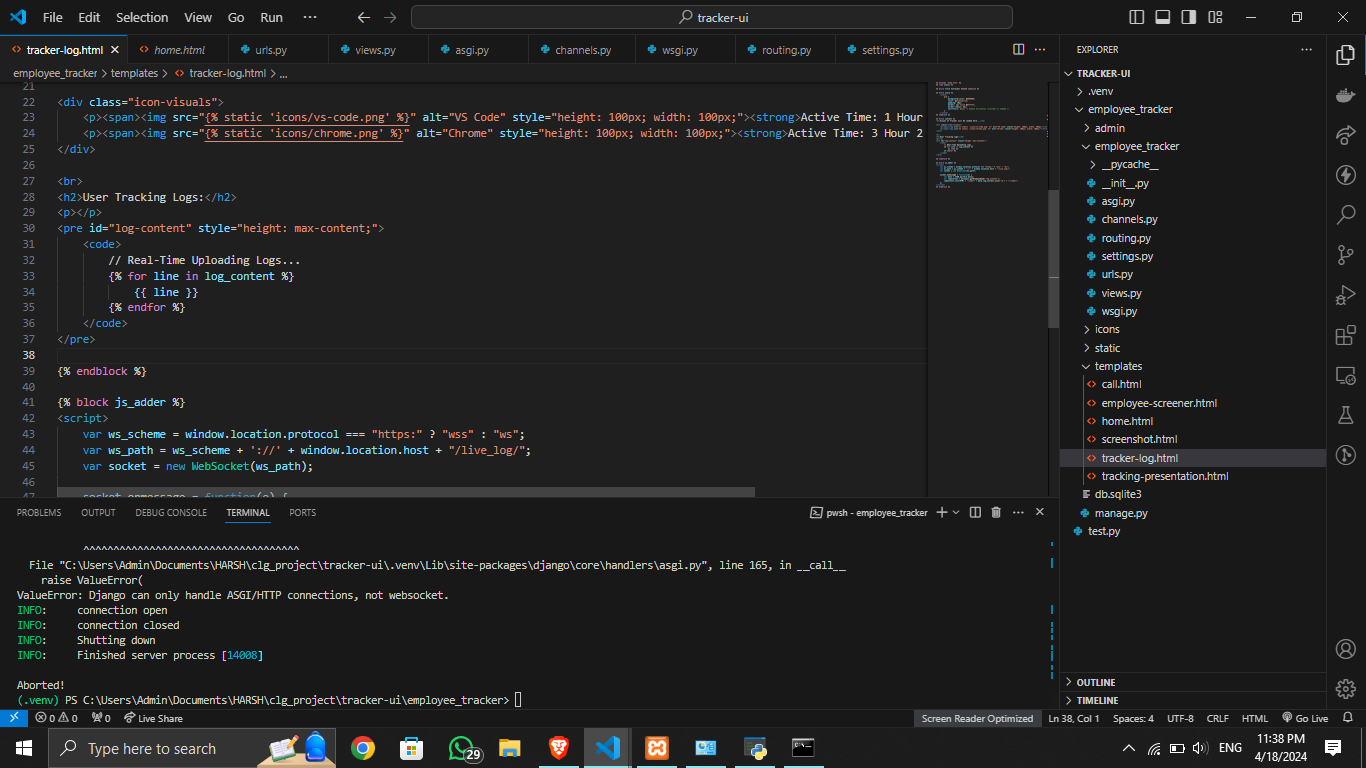 File Edit Selection View Go Run ··· tracker-ui
tracker-log.html home.html urls.py views.py asgi.py channels.py wsgi.py routing.py settings.py ···
employee_tracker > templates > tracker-log.html > ...
21
22 <div class="icon-visuals">
23 <p><span><img src="{% static 'icons/vs-code.png' %}" alt="VS Code" style="height: 100px; width: 100px;"><strong>Active Time: 1 Hour
24 <p><span><img src="{% static 'icons/chrome.png' %}" alt="Chrome" style="height: 100px; width: 100px;"><strong>Active Time: 3 Hour 2
25 </div>
26
27 <br>
28 <h2>User Tracking Logs:</h2>
29 <p></p>
30 <pre id="log-content" style="height: max-content;">
31 <code>
32 // Real-Time Uploading Logs...
33 {% for line in log_content %}
34 {{ line }}
35 {% endfor %}
36 </code>
37 </pre>
38
39 {% endblock %}
40
41 {% block js_adder %}
42 <script>
43 var ws_scheme = window.location.protocol === "https:" ? "wss" : "ws";
44 var ws_path = ws_scheme + '://' + window.location.host + "/live_log/";
45 var socket = new WebSocket(ws_path);
46
47 socket.onmessage = function(e) {
PROBLEMS OUTPUT DEBUG CONSOLE TERMINAL PORTS pwsh - employee_tracker
^^^^^^^^^^^^^^^^^^^^^^^^^^^^^^^^^^^^
File "C:\Users\Admin\Documents\HARSH\clg_project\tracker-ui\.venv\Lib\site-packages\django\core\handlers\asgi.py", line 165, in __call__
raise ValueError(
ValueError: Django can only handle ASGI/HTTP connections, not websocket.
INFO: connection open
INFO: connection closed
INFO: Shutting down
INFO: Finished server process [14008]
Aborted!
(.venv) PS C:\Users\Admin\Documents\HARSH\clg_project\tracker-ui\employee_tracker>
EXPLORER ···
TRACKER-UI
.venv
employee_tracker
admin
employee_tracker
__pycache__
__init__.py
asgi.py
channels.py
routing.py
settings.py
urls.py
views.py
wsgi.py
icons
static
templates
call.html
employee-screener.html
home.html
screenshot.html
tracker-log.html
tracking-presentation.html
db.sqlite3
manage.py
test.py
OUTLINE
TIMELINE
0 0 0 Live Share Screen Reader Optimized Ln 38, Col 1 Spaces: 4 UTF-8 CRLF HTML Go Live
Type here to search 29 ENG 11:38 PM
4/18/2024